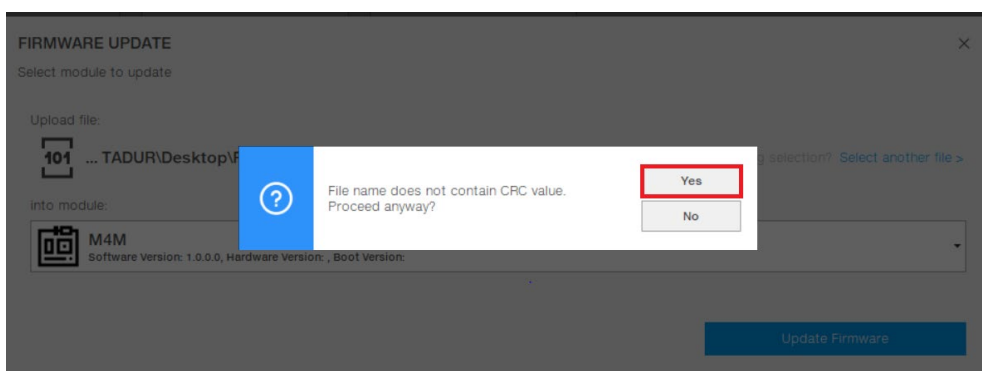 FIRMWARE UPDATE
Select module to update
Upload file:
101 ... TADUR\Desktop\F
selection? Select another file >
File name does not contain CRC value.
Proceed anyway?
Yes
No
into module:
M4M
Software Version: 1.0.0.0, Hardware Version: , Boot Version:
Update Firmware